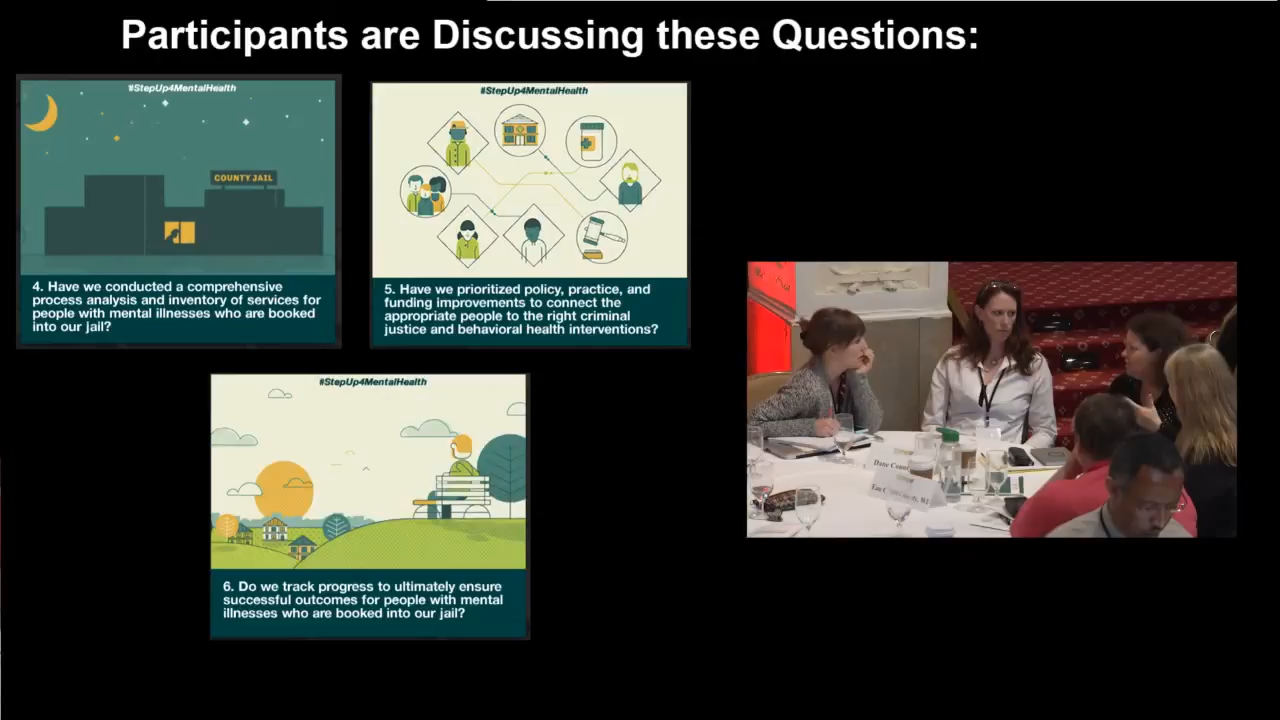 Participants are Discussing these Questions:
#StepUp4MentalHealth
COUNTY JAIL
4. Have we conducted a comprehensive
process analysis and inventory of services for
people with mental illnesses who are booked
into our jail?
#StepUp4MentalHealth
5. Have we prioritized policy, practice, and
funding improvements to connect the
appropriate people to the right criminal
justice and behavioral health interventions?
#StepUp4MentalHealth
6. Do we track progress to ultimately ensure
successful outcomes for people with mental
illnesses who are booked into our jail?
Dane